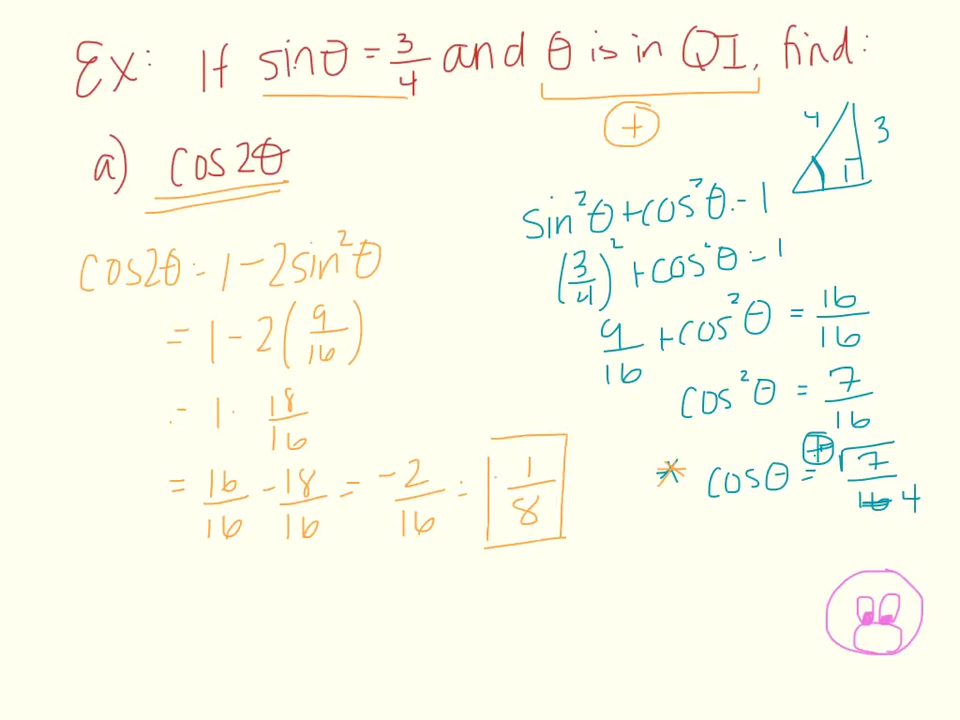 Ex: If sinθ = 3/4 and θ is in QI, find:
+
a) cos2θ
4
3
sin²θ + cos²θ = 1
(3/4)² + cos²θ = 1
9/16 + cos²θ = 16/16
cos²θ = 7/16
* cosθ = + √7/16 4
cos2θ = 1 - 2sin²θ
= 1 - 2(9/16)
= 1 · 18/16
= 16/16 - 18/16 = -2/16 = -1/8